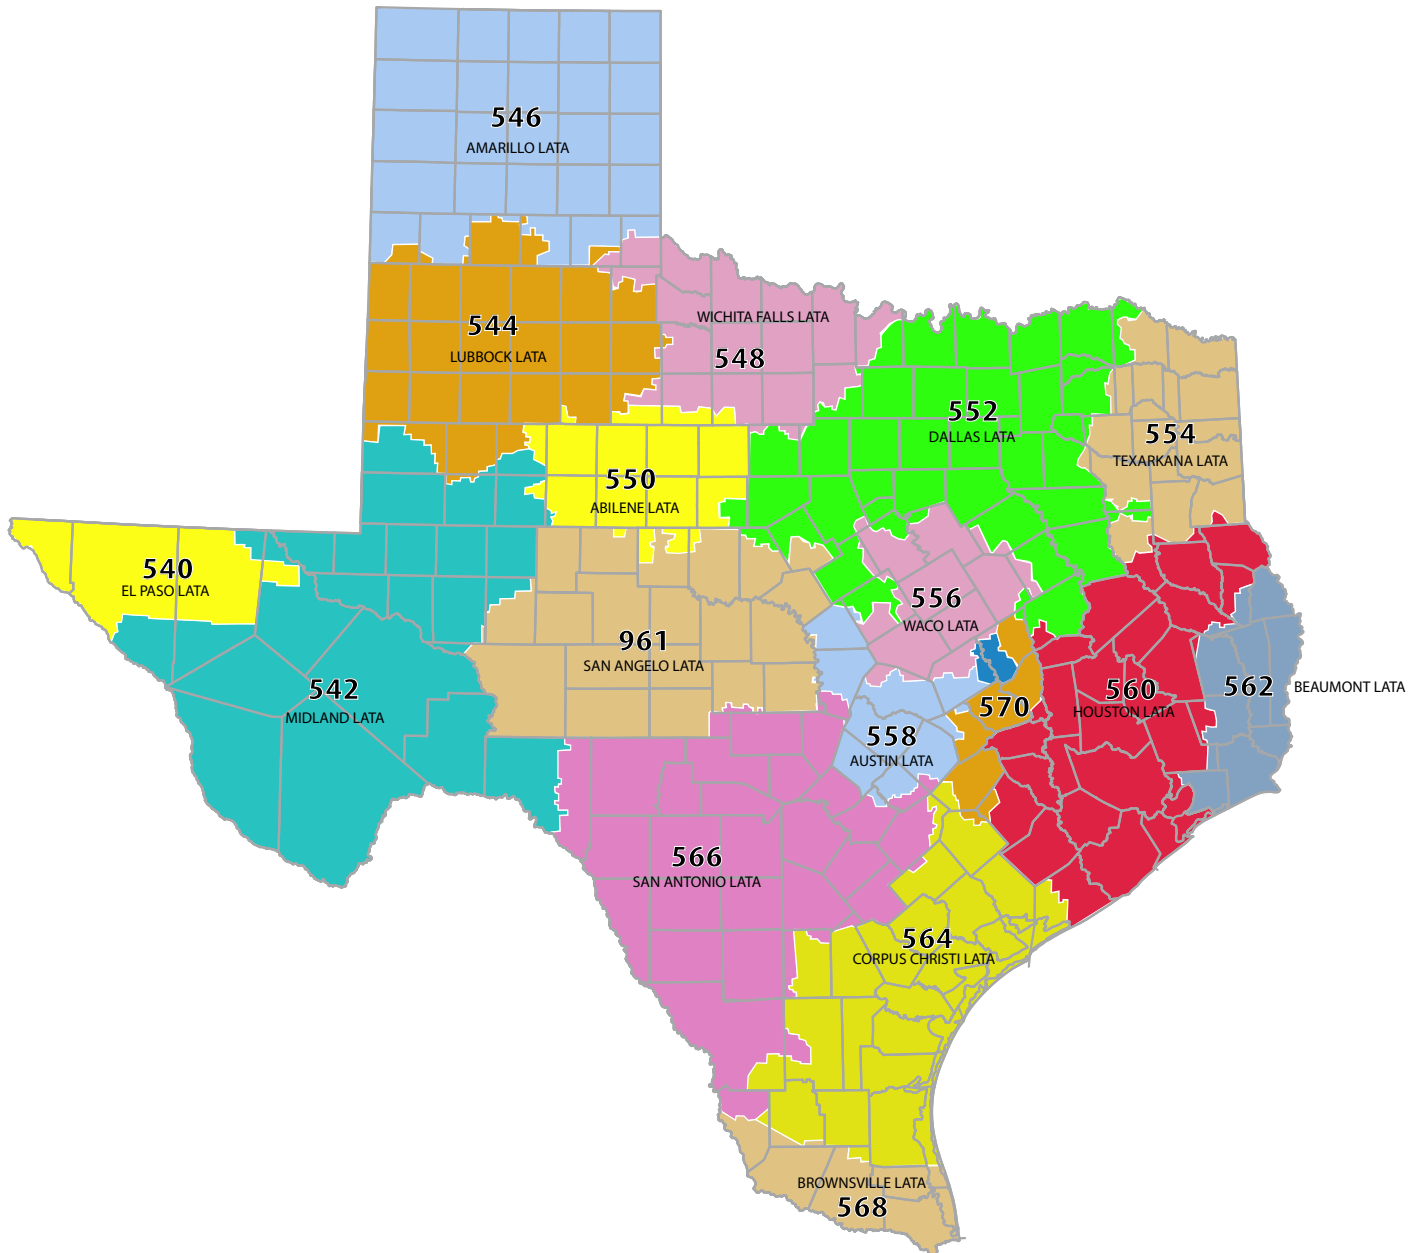 546
AMARILLO LATA
WICHITA FALLS LATA
548
544
LUBBOCK LATA
552
DALLAS LATA
554
TEXARKANA LATA
550
ABILENE LATA
540
EL PASO LATA
556
WACO LATA
961
SAN ANGELO LATA
542
MIDLAND LATA
560
HOUSTON LATA
562
BEAUMONT LATA
570
558
AUSTIN LATA
566
SAN ANTONIO LATA
564
CORPUS CHRISTI LATA
BROWNSVILLE LATA
568